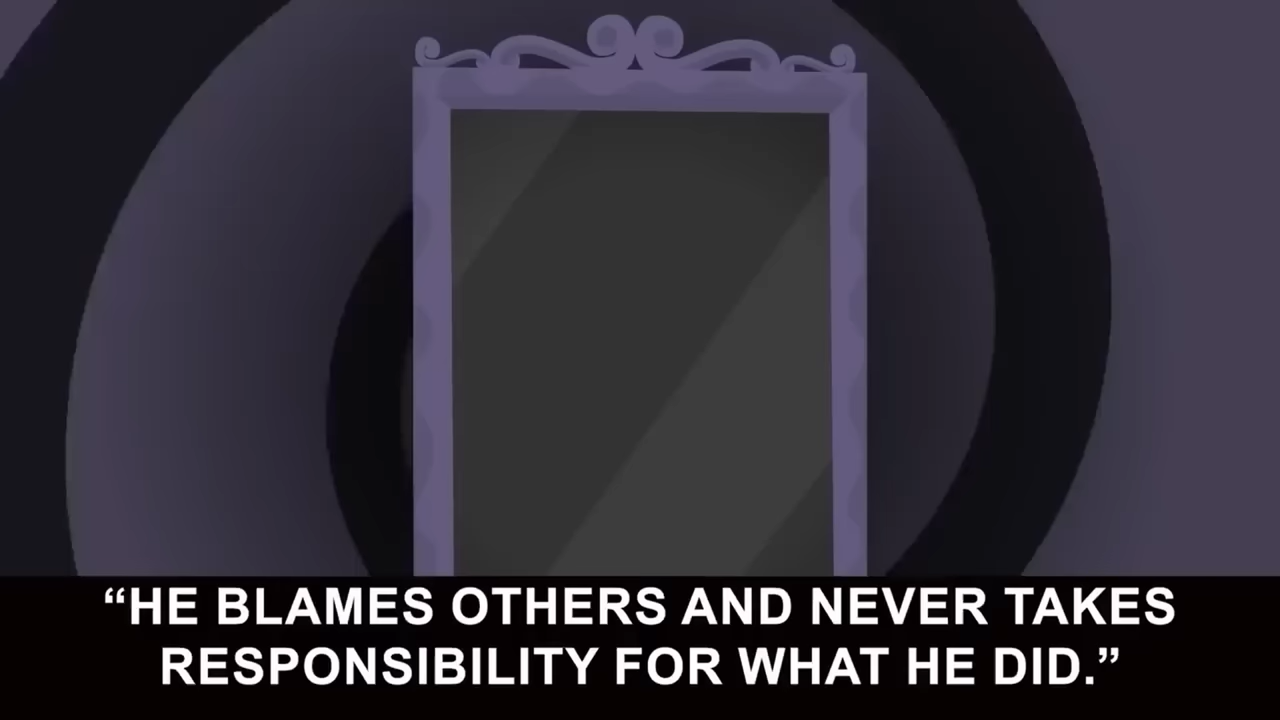 “HE BLAMES OTHERS AND NEVER TAKES
RESPONSIBILITY FOR WHAT HE DID.”